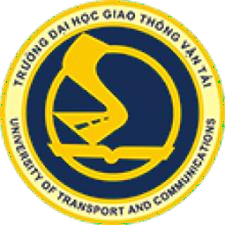 TRƯỜNG ĐẠI HỌC GIAO THÔNG VẬN TẢI
UNIVERSITY OF TRANSPORT AND COMMUNICATIONS